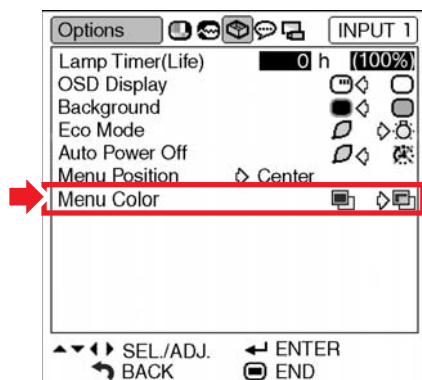 Options INPUT 1
Lamp Timer(Life) 0 h (100%)
OSD Display
Background
Eco Mode
Auto Power Off
Menu Position Center
Menu Color
SEL./ADJ. ENTER
BACK END